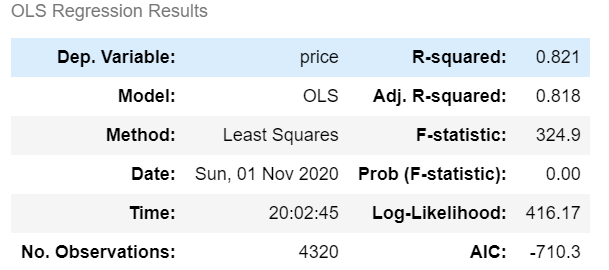 OLS Regression Results
Dep. Variable: price R-squared: 0.821
Model: OLS Adj. R-squared: 0.818
Method: Least Squares F-statistic: 324.9
Date: Sun, 01 Nov 2020 Prob (F-statistic): 0.00
Time: 20:02:45 Log-Likelihood: 416.17
No. Observations: 4320 AIC: -710.3